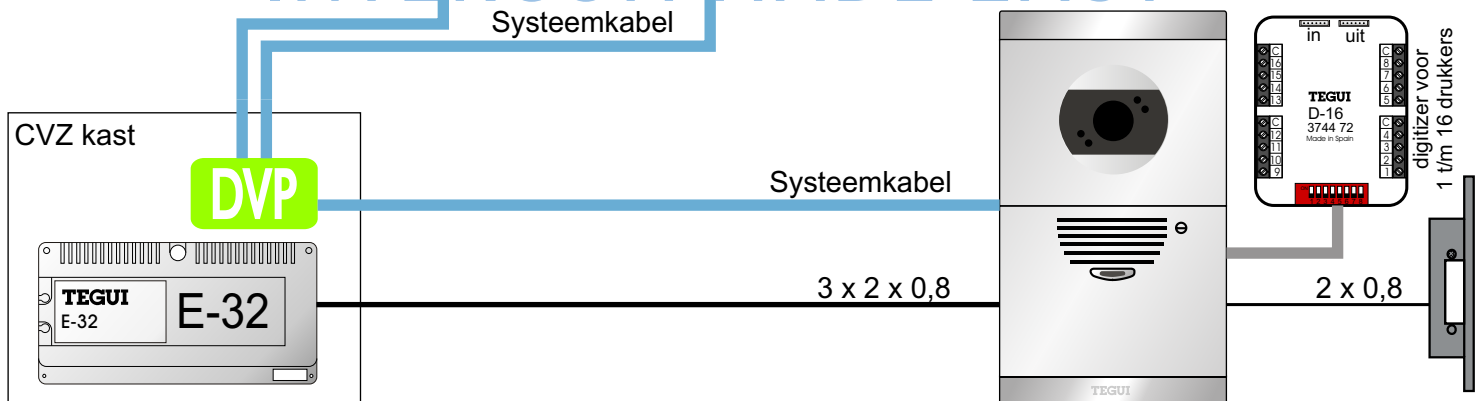 Systeemkabel
in uit
C 16 15 14 13
C 8 7 6 5
TEGUI
D-16
3744 72
Made in Spain
C 12 11 10 9
C 4 3 2 1
digitizer voor
1 t/m 16 drukkers
CVZ kast
DVP
Systeemkabel
TEGUI
E-32
E-32
3 x 2 x 0,8
2 x 0,8
TEGUI